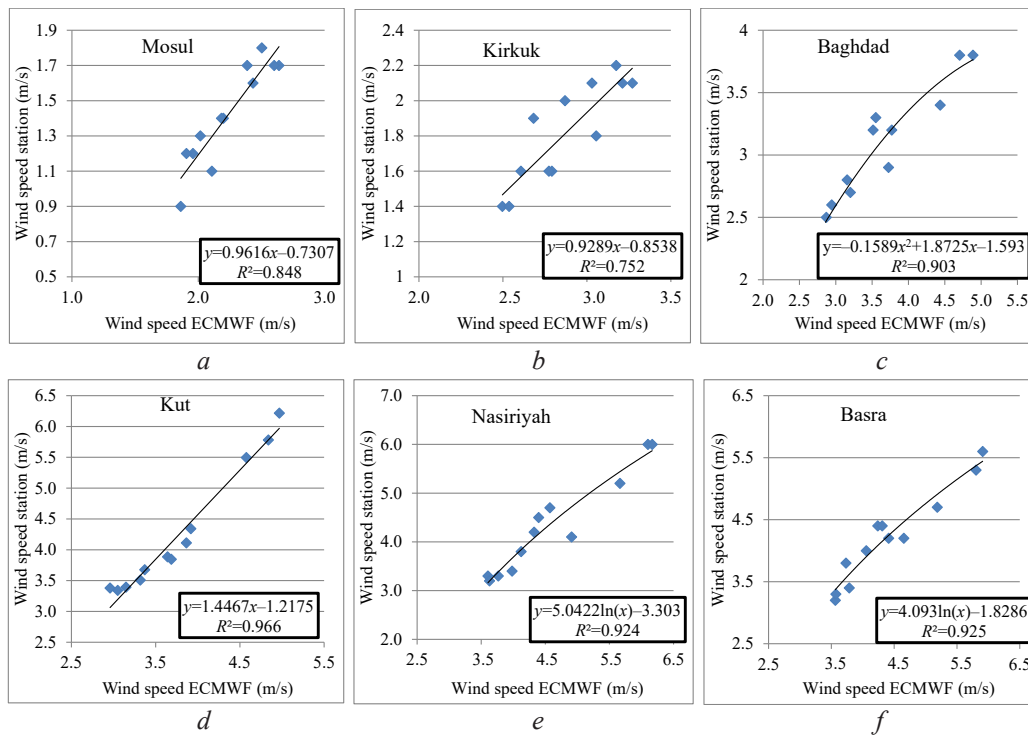 Mosul
Wind speed station (m/s)
1.9
1.7
1.5
1.3
1.1
0.9
0.7
0.5
y=0.9616x–0.7307
R²=0.848
1.0 2.0 3.0
Wind speed ECMWF (m/s)
a
Kirkuk
Wind speed station (m/s)
2.4
2.2
2
1.8
1.6
1.4
1.2
1
y=0.9289x–0.8538
R²=0.752
2.0 2.5 3.0 3.5
Wind speed ECMWF (m/s)
b
Baghdad
Wind speed station (m/s)
4
3.5
3
2.5
2
y=–0.1589x²+1.8725x-1.593
R²=0.903
2.0 2.5 3.0 3.5 4.0 4.5 5.0 5.5
Wind speed ECMWF (m/s)
c
Kut
Wind speed station (m/s)
6.5
6.0
5.5
5.0
4.5
4.0
3.5
3.0
2.5
y=1.4467x–1.2175
R²=0.966
2.5 3.5 4.5 5.5
Wind speed ECMWF (m/s)
d
Nasiriyah
Wind speed station (m/s)
7.0
6.0
5.0
4.0
3.0
2.0
y=5.0422ln(x)–3.303
R²=0.924
2.5 3.5 4.5 5.5 6.5
Wind speed ECMWF (m/s)
e
Basra
Wind speed station (m/s)
6.5
5.5
4.5
3.5
2.5
y=4.093ln(x)–1.8286
R²=0.925
2.5 3.5 4.5 5.5 6.5
Wind speed ECMWF (m/s)
f